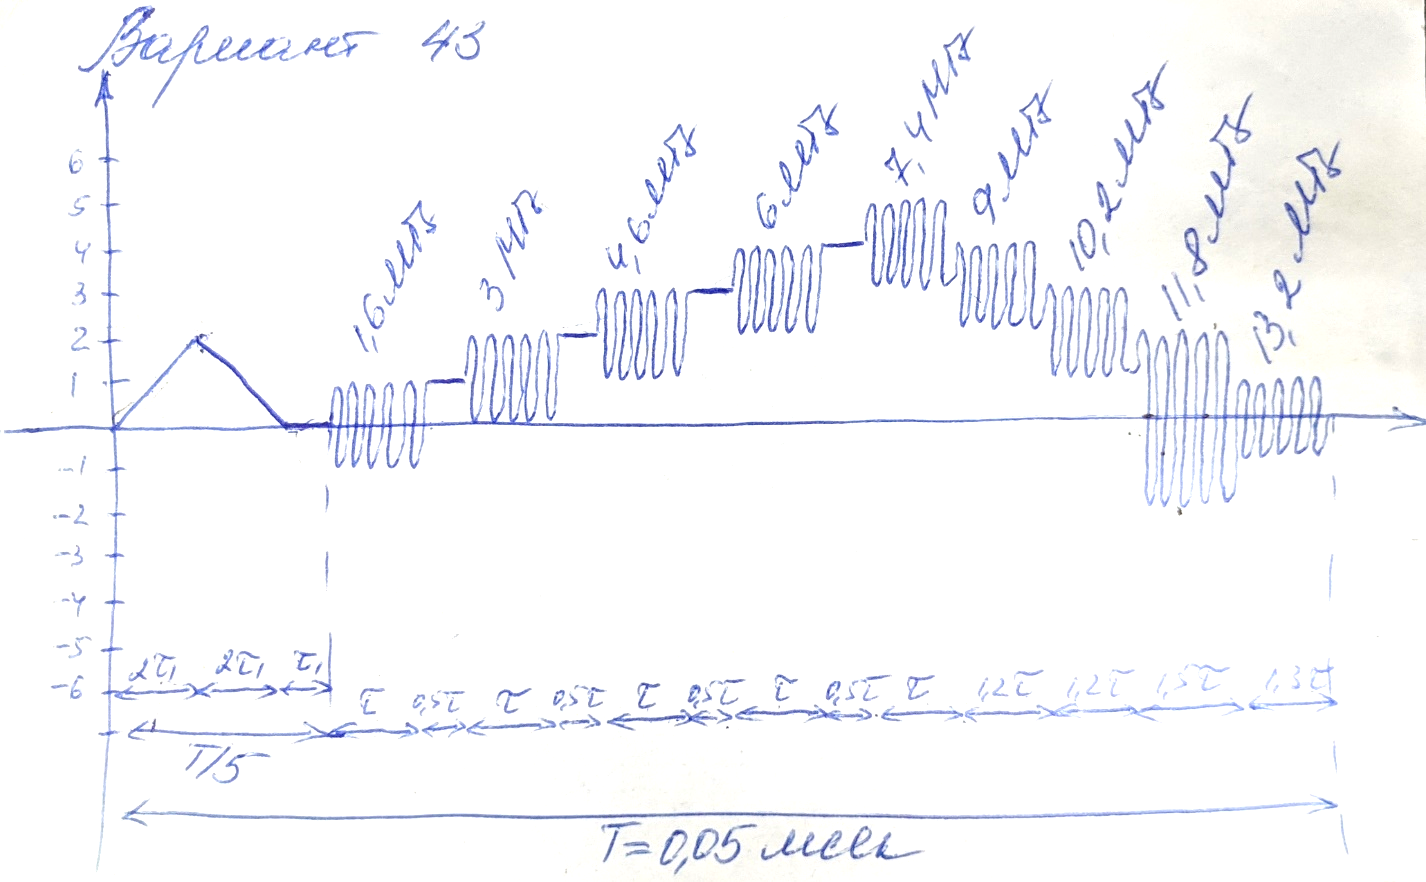 Вариант 43
1,6 МГц
3 МГц
4,6 МГц
6 МГц
7,4 МГц
9 МГц
10,2 МГц
11,8 МГц
13,2 МГц
6
5
4
3
2
1
-1
-2
-3
-4
-5
-6
2τ₁ 2τ₁ τ₁
τ 0,5τ τ 0,5τ τ 0,5τ τ 0,5τ τ 1,2τ 1,2τ 1,5τ 1,3τ
T/5
T=0,05 мсек